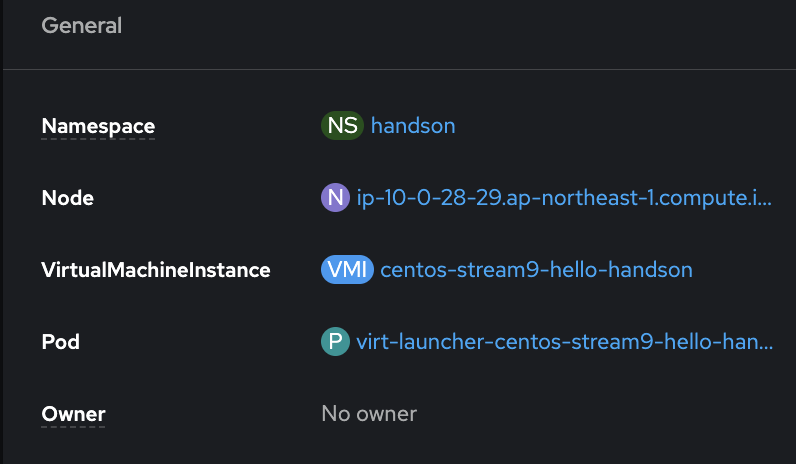 General
Namespace NS handson
Node N ip-10-0-28-29.ap-northeast-1.compute.i...
VirtualMachineInstance VMI centos-stream9-hello-handson
Pod P virt-launcher-centos-stream9-hello-han...
Owner No owner